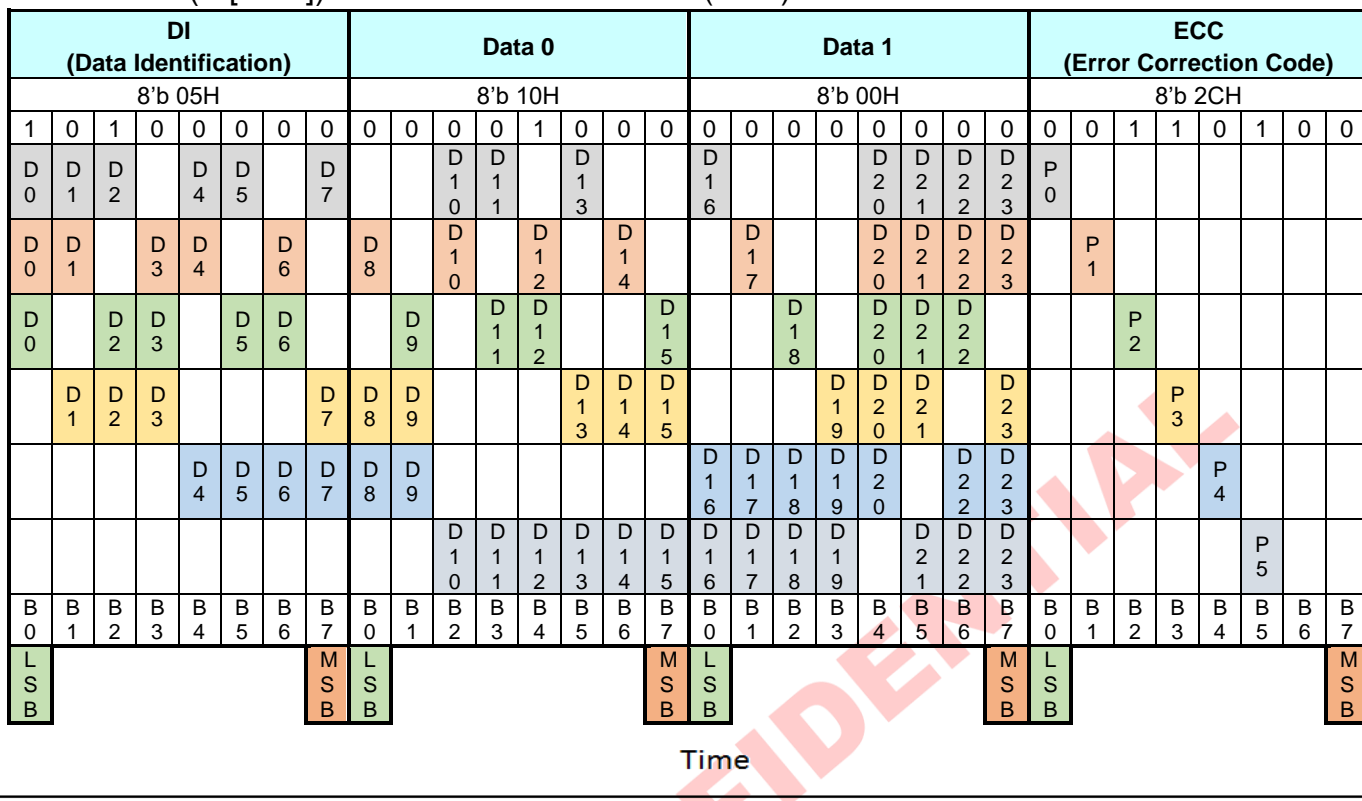 DI
(Data Identification)
Data 0
Data 1
ECC
(Error Correction Code)
8'b 05H 8'b 10H 8'b 00H 8'b 2CH
1 0 1 0 0 0 0 0 0 0 0 0 1 0 0 0 0 0 0 0 0 0 0 0 0 0 1 1 0 1 0 0
D0 D1 D2 D4 D5 D7 D10 D11 D13 D16 D20 D21 D22 D23 P0
D0 D1 D3 D4 D6 D8 D10 D12 D14 D17 D20 D21 D22 D23 P1
D0 D2 D3 D5 D6 D9 D11 D12 D15 D18 D20 D21 D22 P2
D1 D2 D3 D7 D8 D9 D13 D14 D15 D19 D20 D21 D23 P3
D4 D5 D6 D7 D8 D9 D16 D17 D18 D19 D20 D22 D23 P4
D10 D11 D12 D13 D14 D15 D16 D17 D18 D19 D21 D22 D23 P5
B0 B1 B2 B3 B4 B5 B6 B7 B0 B1 B2 B3 B4 B5 B6 B7 B0 B1 B2 B3 B4 B5 B6 B7 B0 B1 B2 B3 B4 B5 B6 B7
LSB MSB LSB MSB LSB MSB LSB MSB
Time
FIDENTIAL